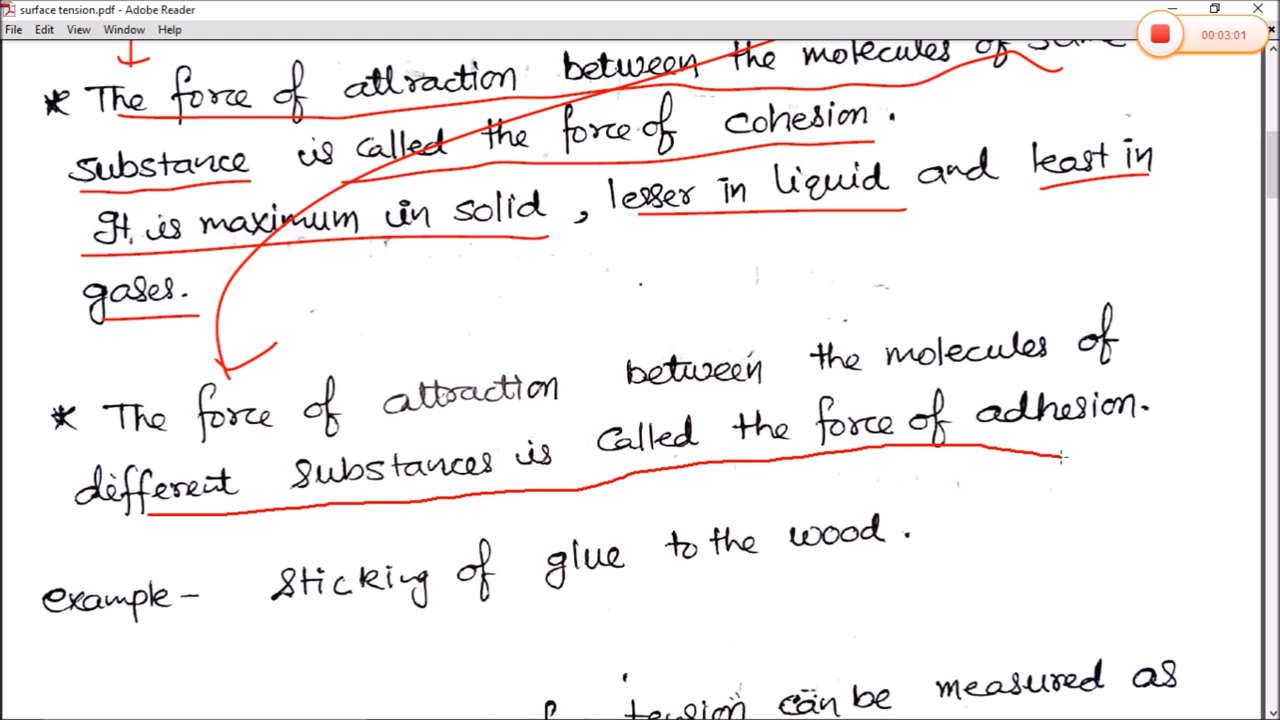 surface tension.pdf - Adobe Reader
File Edit View Window Help
00:03:01
* The force of attraction between the molecules of same
substance is called the force of cohesion.
It is maximum in solid, lesser in liquid and least in
gases.
* The force of attraction between the molecules of
different substances is called the force of adhesion.
example - Sticking of glue to the wood.
tension can be measured as